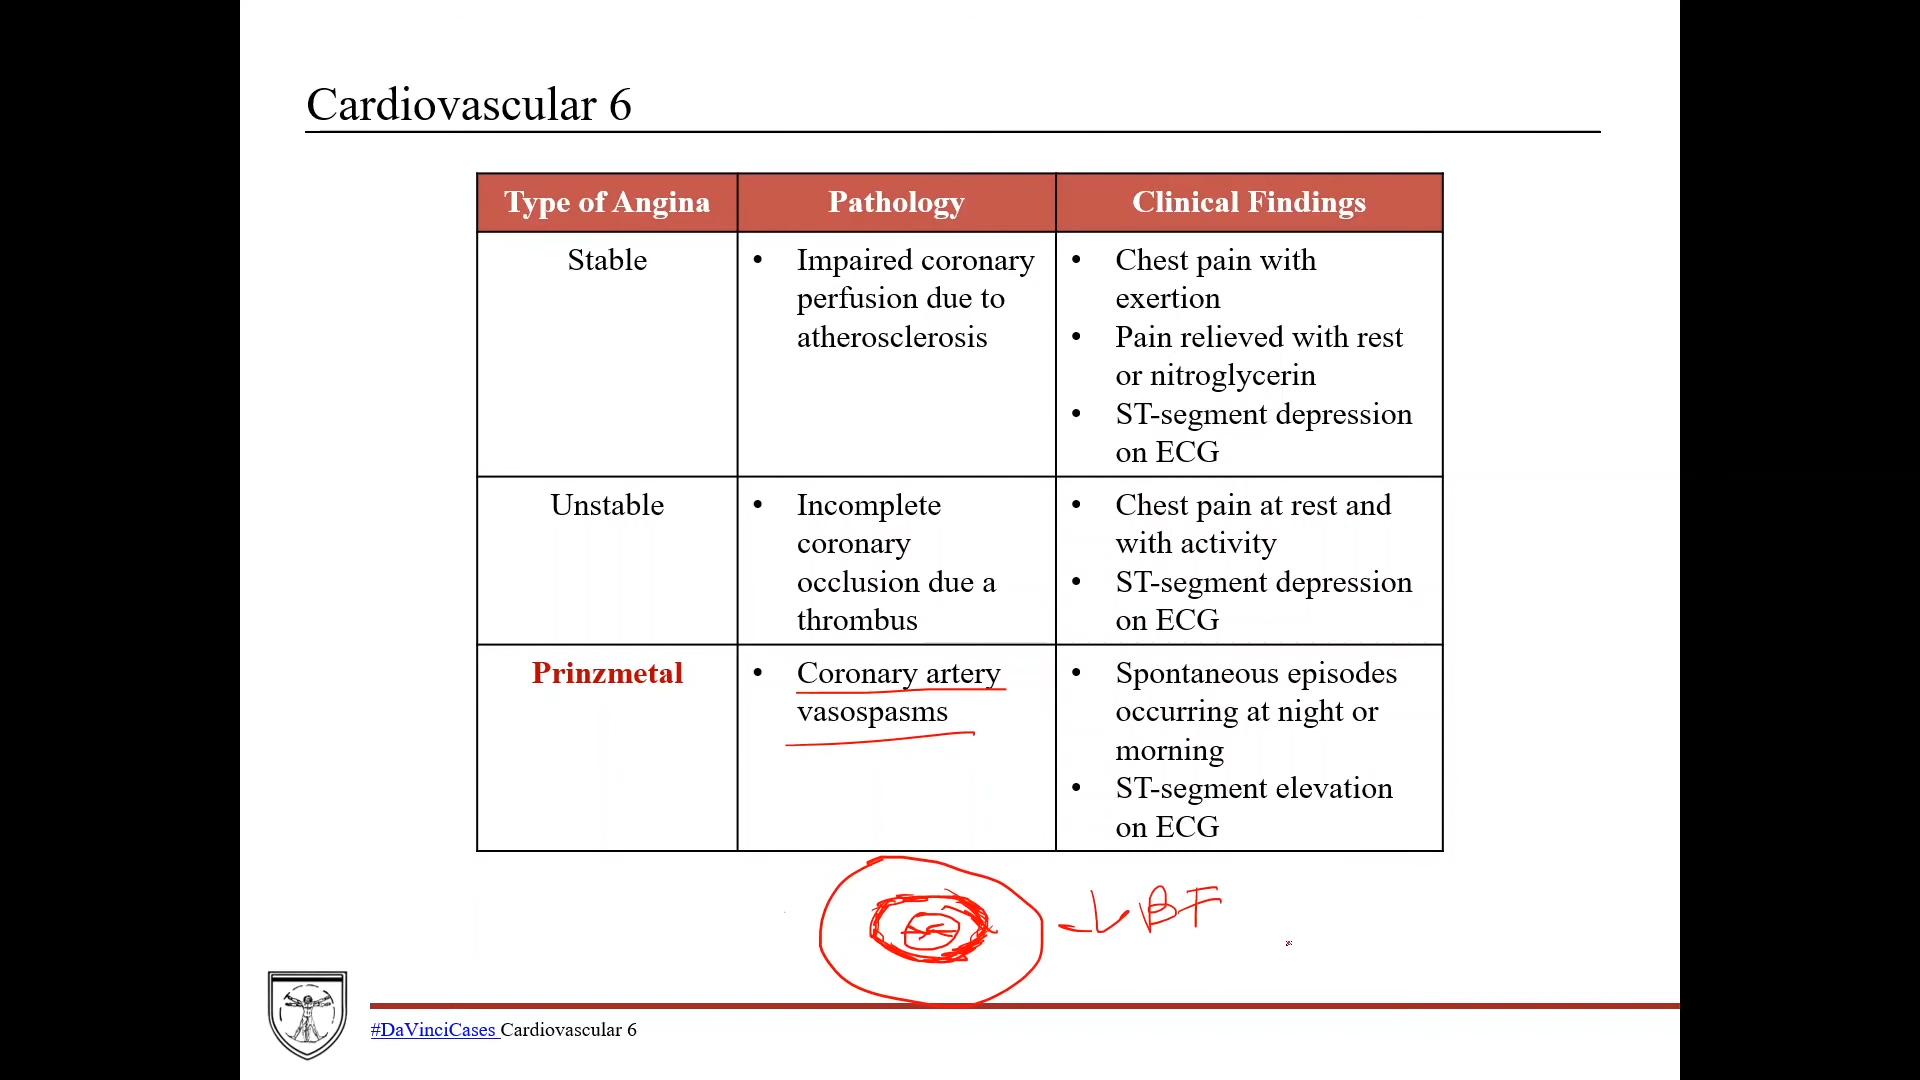 Cardiovascular 6
Type of Angina
Pathology
Clinical Findings
Stable
• Impaired coronary
perfusion due to
atherosclerosis
• Chest pain with
exertion
• Pain relieved with rest
or nitroglycerin
• ST-segment depression
on ECG
Unstable
• Incomplete
coronary
occlusion due a
thrombus
• Chest pain at rest and
with activity
• ST-segment depression
on ECG
Prinzmetal
• Coronary artery
vasospasms
• Spontaneous episodes
occurring at night or
morning
• ST-segment elevation
on ECG
↓ BF
#DaVinciCases Cardiovascular 6